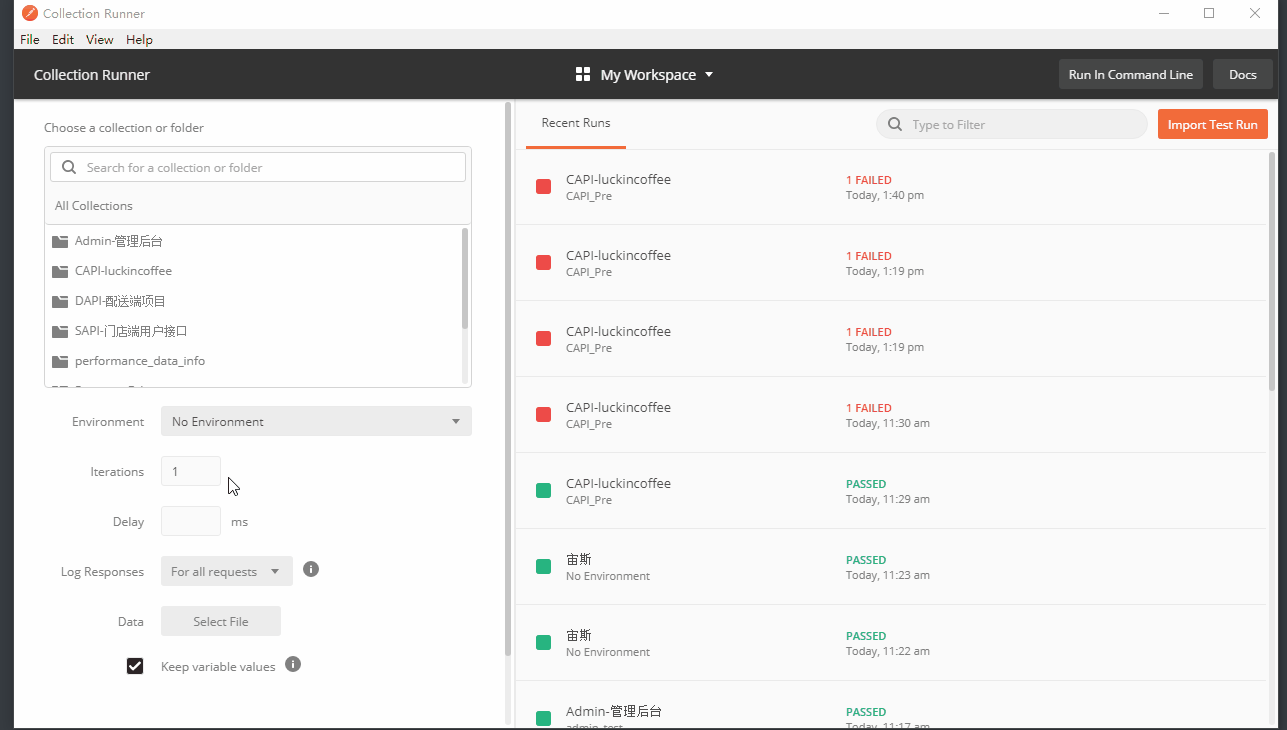 Collection Runner
File Edit View Help
Collection Runner
My Workspace
Run In Command Line
Docs
Choose a collection or folder
Search for a collection or folder
All Collections
Admin-管理后台
CAPI-luckincoffee
DAPI-配送端项目
SAPI-门店端用户接口
performance_data_info
Environment No Environment
Iterations 1
Delay ms
Log Responses For all requests
Data Select File
Keep variable values
Recent Runs
Type to Filter
Import Test Run
CAPI-luckincoffee 1 FAILED
CAPI_Pre Today, 1:40 pm
CAPI-luckincoffee 1 FAILED
CAPI_Pre Today, 1:19 pm
CAPI-luckincoffee 1 FAILED
CAPI_Pre Today, 1:19 pm
CAPI-luckincoffee 1 FAILED
CAPI_Pre Today, 11:30 am
CAPI-luckincoffee PASSED
CAPI_Pre Today, 11:29 am
宙斯 PASSED
No Environment Today, 11:23 am
宙斯 PASSED
No Environment Today, 11:22 am
Admin-管理后台 PASSED
admin_test Today, 11:17 am